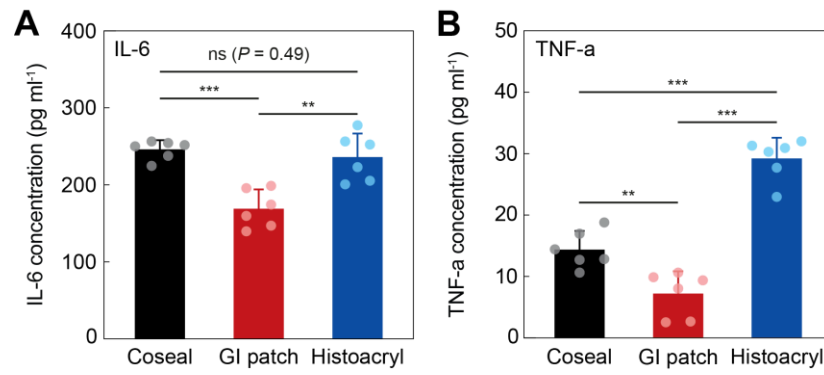 A
IL-6
IL-6 concentration (pg ml⁻¹)
400
300
200
100
0
ns (P = 0.49)
***
**
Coseal
GI patch
Histoacryl
B
TNF-a
TNF-a concentration (pg ml⁻¹)
50
40
30
20
10
0
***
***
**
Coseal
GI patch
Histoacryl